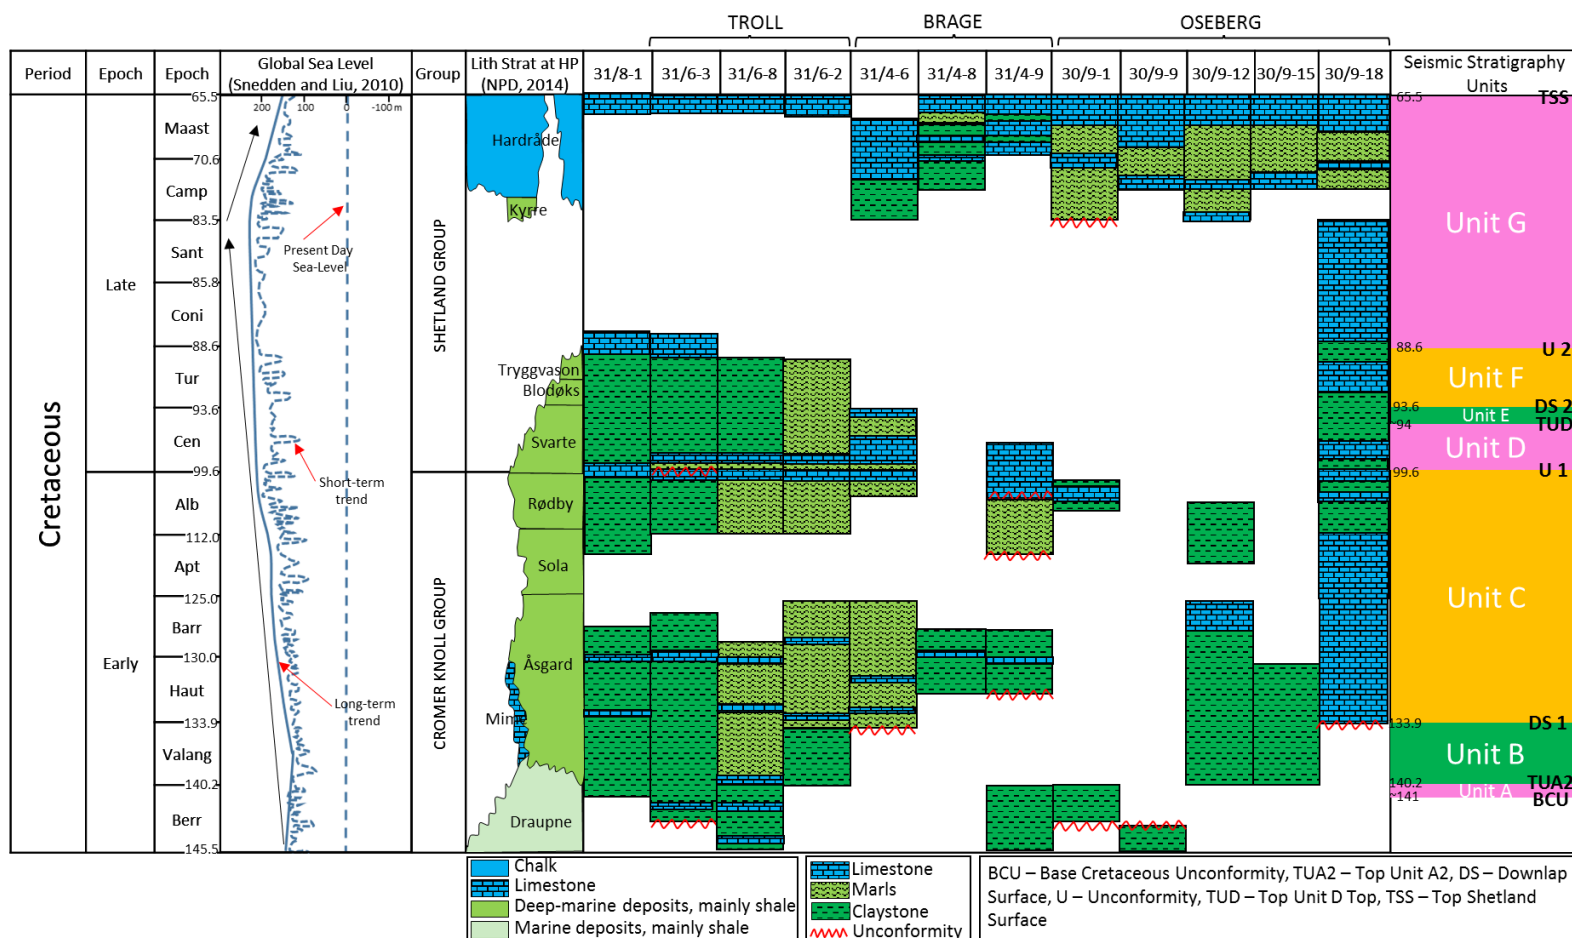 TROLL BRAGE OSEBERG
Period Epoch Epoch Global Sea Level Group Lith Strat at HP 31/8-1 31/6-3 31/6-8 31/6-2 31/4-6 31/4-8 31/4-9 30/9-1 30/9-9 30/9-12 30/9-15 30/9-18 Seismic Stratigraphy
(Snedden and Liu, 2010) (NPD, 2014) Units
65.5 200 100 -100 m 65.5 TSS
Maast Hardråde
70.6
Camp
Kyrre
83.5
Unit G
Present Day
Sea-Level
Sant
85.8
Late
Coni
SHETLAND GROUP
88.6 88.6 U 2
Tryggvason
Tur Blodøks Unit F
93.6 93.6 DS 2
Unit E
~94 TUD
Cen Svarte Unit D
99.6 99.6 U 1
Short-term
trend
Alb Rødby
112.0
Cretaceous
Apt Sola
125.0
Unit C
Barr
130.0
Early Åsgard
Haut
Long-term
trend
Mime
CROMER KNOLL GROUP
133.9 133.9 DS 1
Valang Unit B
140.2 140.2 TUA2
Unit A
~141 BCU
Berr Draupne
145.5
Chalk
Limestone
Deep-marine deposits, mainly shale
Marine deposits, mainly shale
Limestone
Marls
Claystone
Unconformity
BCU – Base Cretaceous Unconformity, TUA2 – Top Unit A2, DS – Downlap
Surface, U – Unconformity, TUD – Top Unit D Top, TSS – Top Shetland
Surface